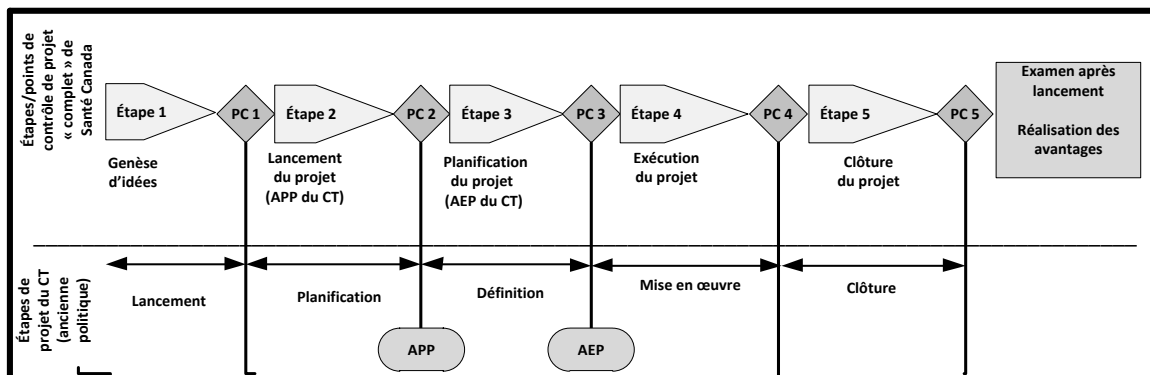 Étapes/points de
contrôle de projet
« complet » de
Santé Canada
Étape 1
PC 1
Étape 2
PC 2
Étape 3
PC 3
Étape 4
PC 4
Étape 5
PC 5
Examen après
lancement
Réalisation des
avantages
Genèse
d’idées
Lancement
du projet
(APP du CT)
Planification
du projet
(AEP du CT)
Exécution
du projet
Clôture
du projet
Étapes de
projet du CT
(ancienne
politique)
Lancement
Planification
Définition
Mise en œuvre
Clôture
APP
AEP